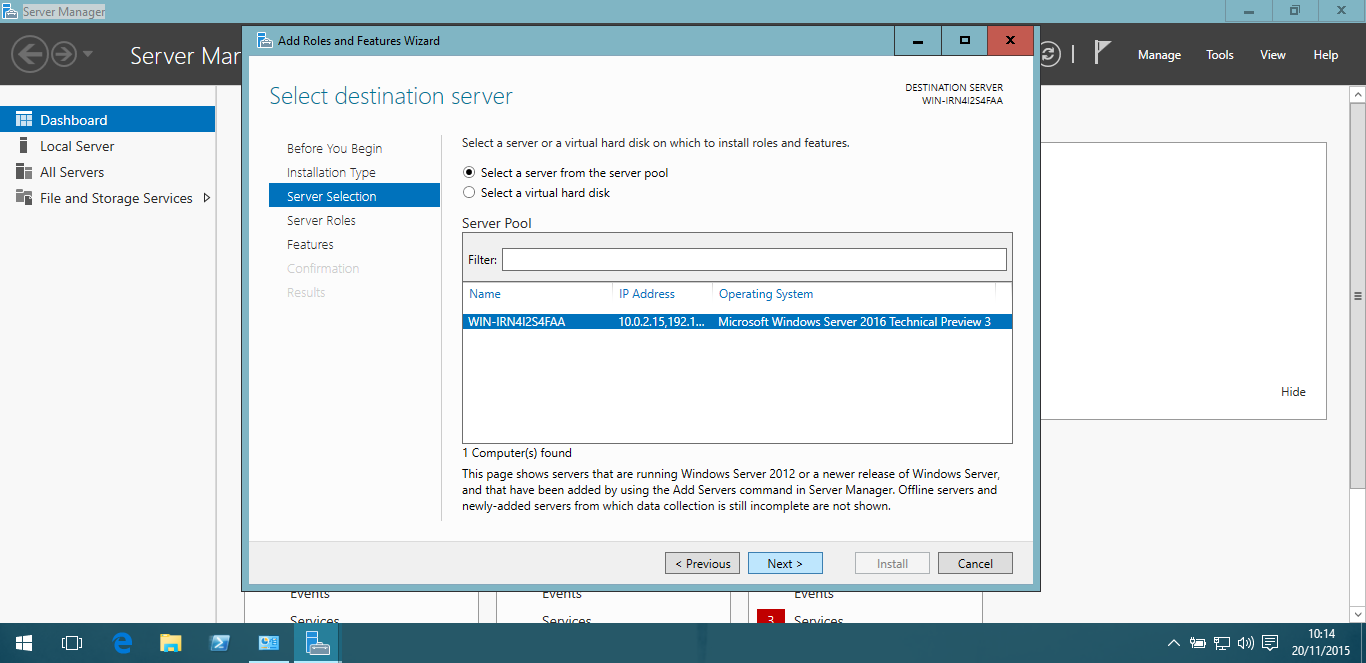 Server Manager
Server Mar
Manage
Tools
View
Help
Dashboard
Local Server
All Servers
File and Storage Services
Add Roles and Features Wizard
Select destination server
DESTINATION SERVER
WIN-IRN4I2S4FAA
Before You Begin
Installation Type
Server Selection
Server Roles
Features
Confirmation
Results
Select a server or a virtual hard disk on which to install roles and features.
Select a server from the server pool
Select a virtual hard disk
Server Pool
Filter:
Name IP Address Operating System
WIN-IRN4I2S4FAA 10.0.2.15,192.1... Microsoft Windows Server 2016 Technical Preview 3
1 Computer(s) found
This page shows servers that are running Windows Server 2012 or a newer release of Windows Server,
and that have been added by using the Add Servers command in Server Manager. Offline servers and
newly-added servers from which data collection is still incomplete are not shown.
< Previous
Next >
Install
Cancel
Hide
Events Events Events
Services Services 3 Services
10:14
20/11/2015